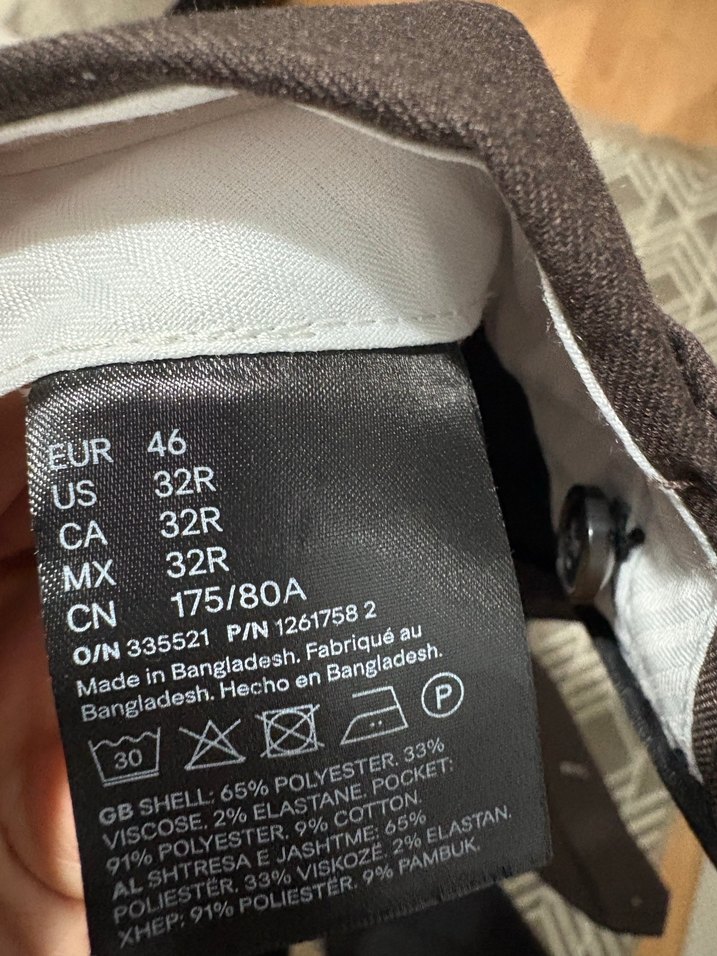 EUR 46
US 32R
CA 32R
MX 32R
CN 175/80A
O/N 335521 P/N 1261758 2
Made in Bangladesh. Fabriqué au
Bangladesh. Hecho en Bangladesh.
30 P
GB SHELL: 65% POLYESTER. 33%
VISCOSE. 2% ELASTANE. POCKET:
91% POLYESTER. 9% COTTON.
AL SHTRESA E JASHTME: 65%
POLIESTËR. 33% VISKOZË. 2% ELASTAN.
XHEP: 91% POLIESTËR. 9% PAMBUK.